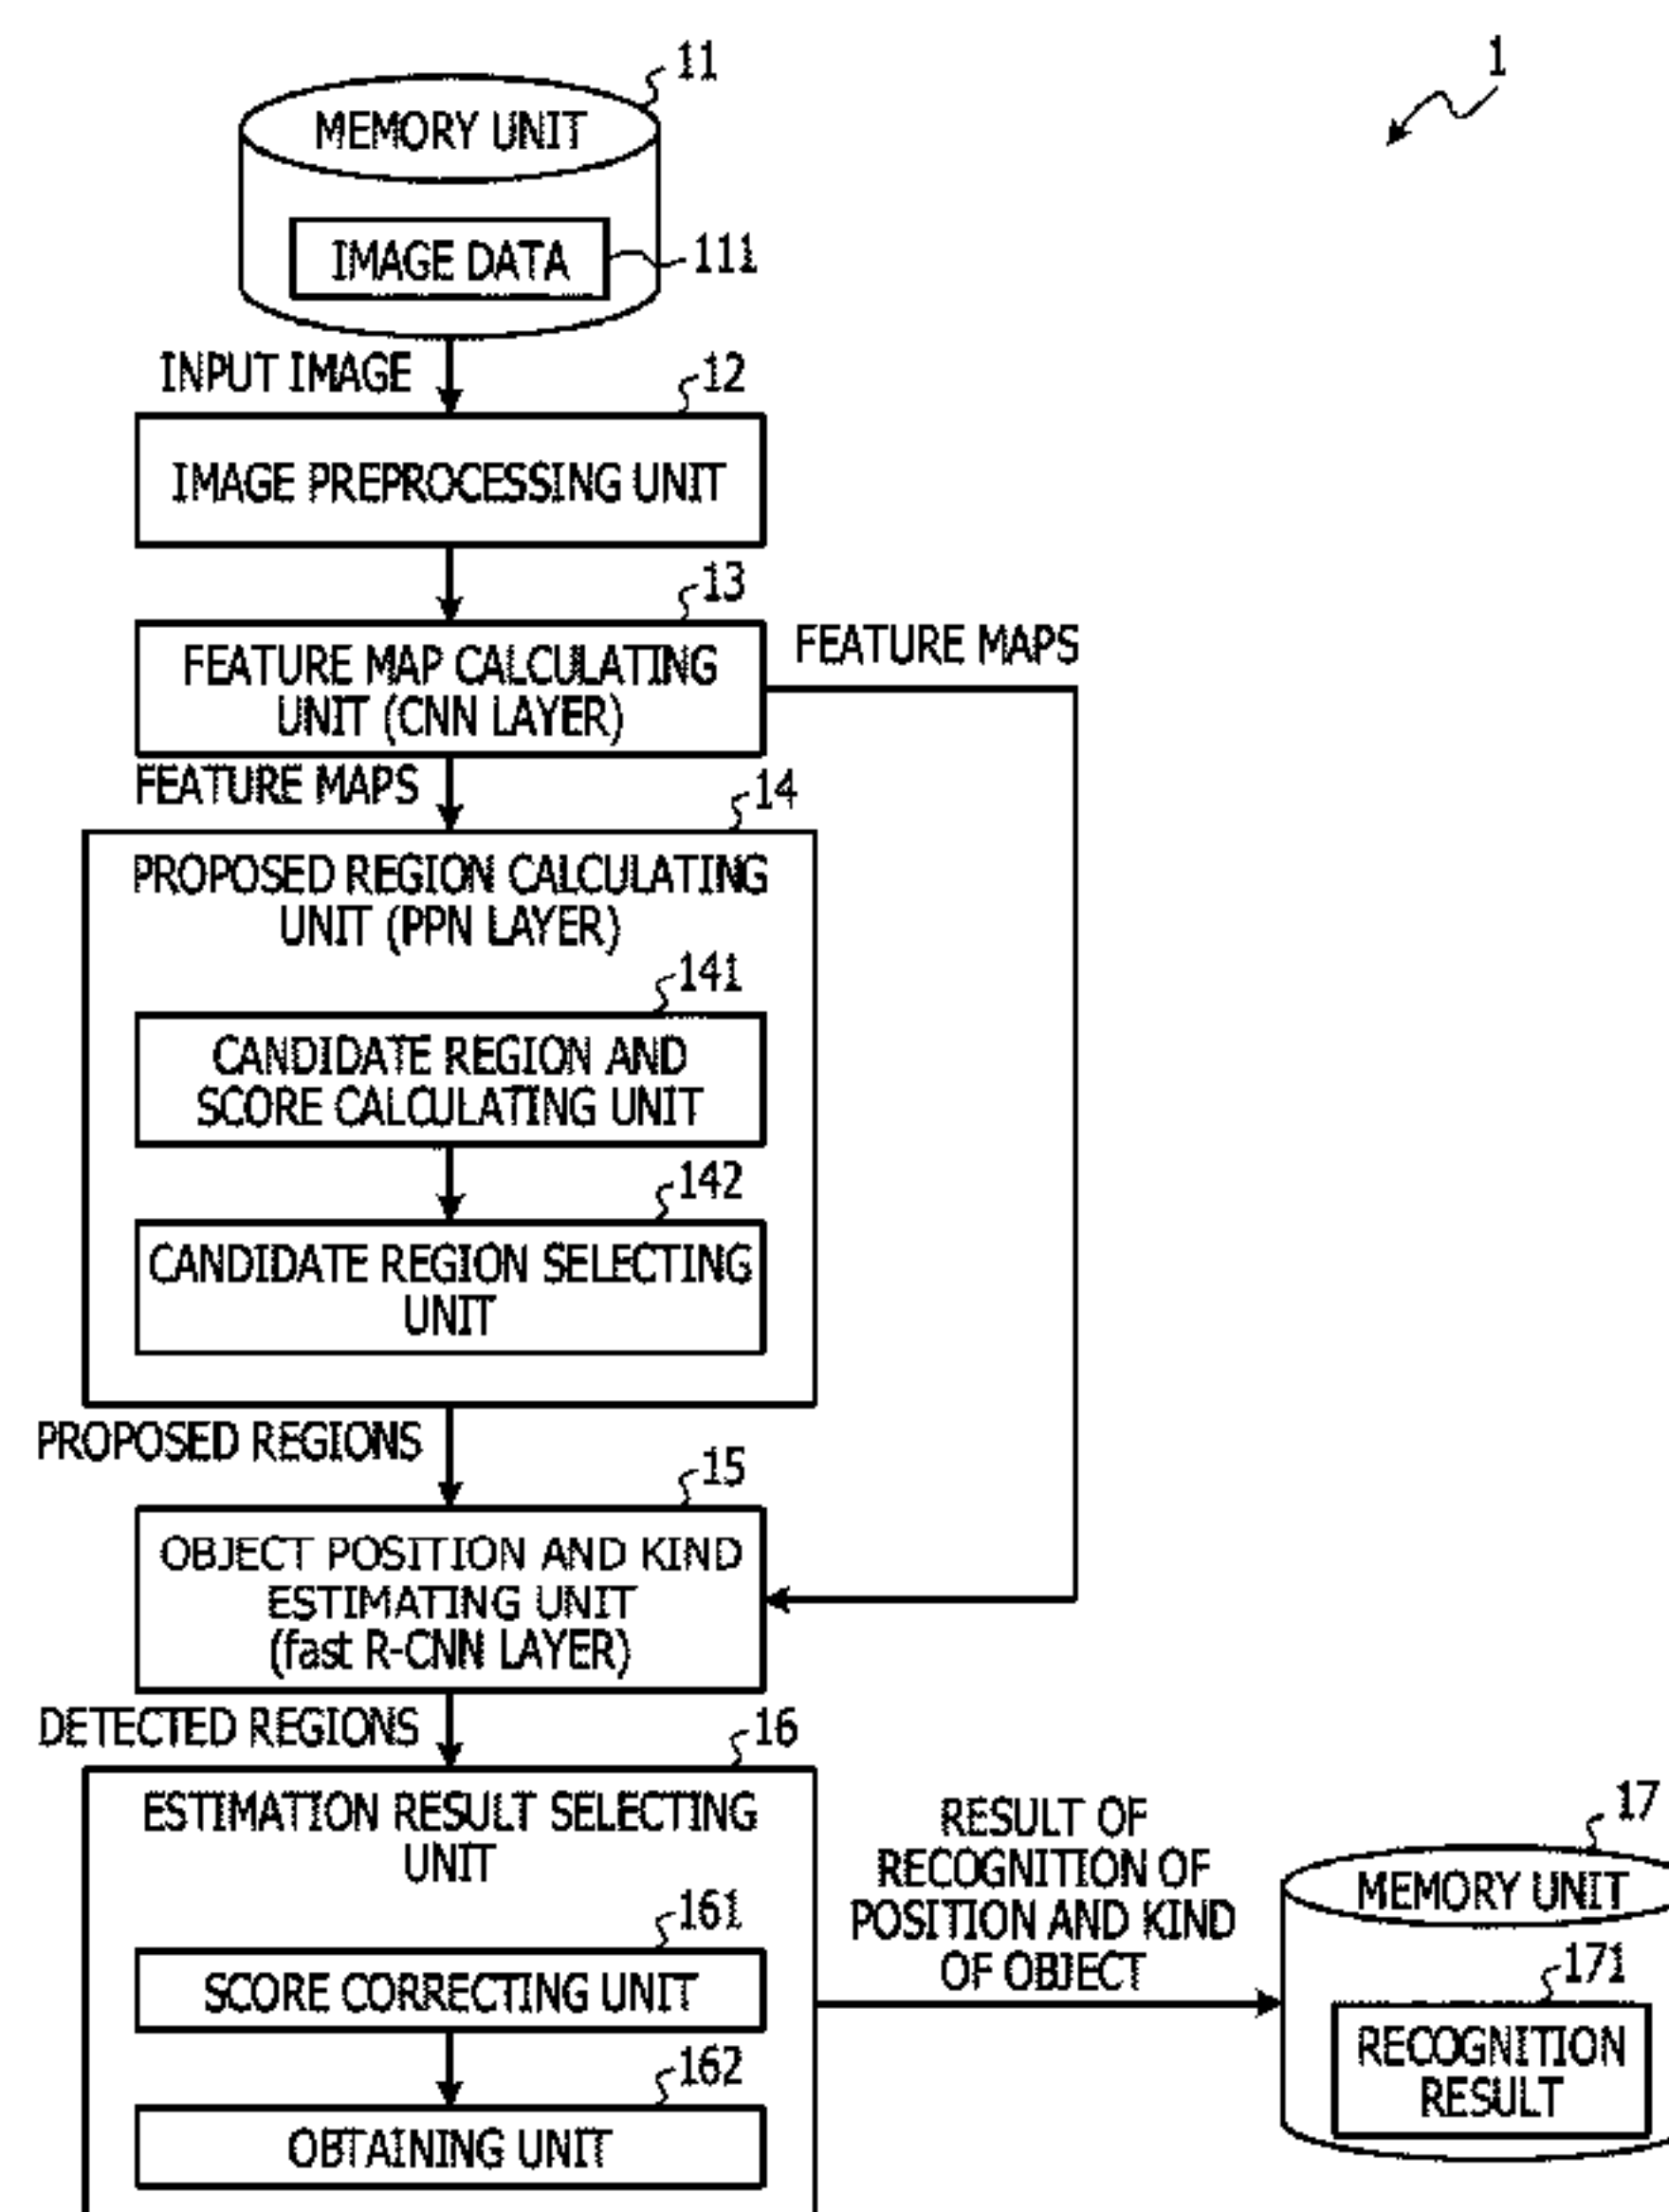 11
1
MEMORY UNIT
IMAGE DATA
111
INPUT IMAGE
12
IMAGE PREPROCESSING UNIT
13
FEATURE MAP CALCULATING
UNIT (CNN LAYER)
FEATURE MAPS
FEATURE MAPS
14
PROPOSED REGION CALCULATING
UNIT (PPN LAYER)
141
CANDIDATE REGION AND
SCORE CALCULATING UNIT
142
CANDIDATE REGION SELECTING
UNIT
PROPOSED REGIONS
15
OBJECT POSITION AND KIND
ESTIMATING UNIT
(fast R-CNN LAYER)
DETECTED REGIONS
16
ESTIMATION RESULT SELECTING
UNIT
161
SCORE CORRECTING UNIT
162
OBTAINING UNIT
RESULT OF
RECOGNITION OF
POSITION AND KIND
OF OBJECT
17
MEMORY UNIT
171
RECOGNITION
RESULT